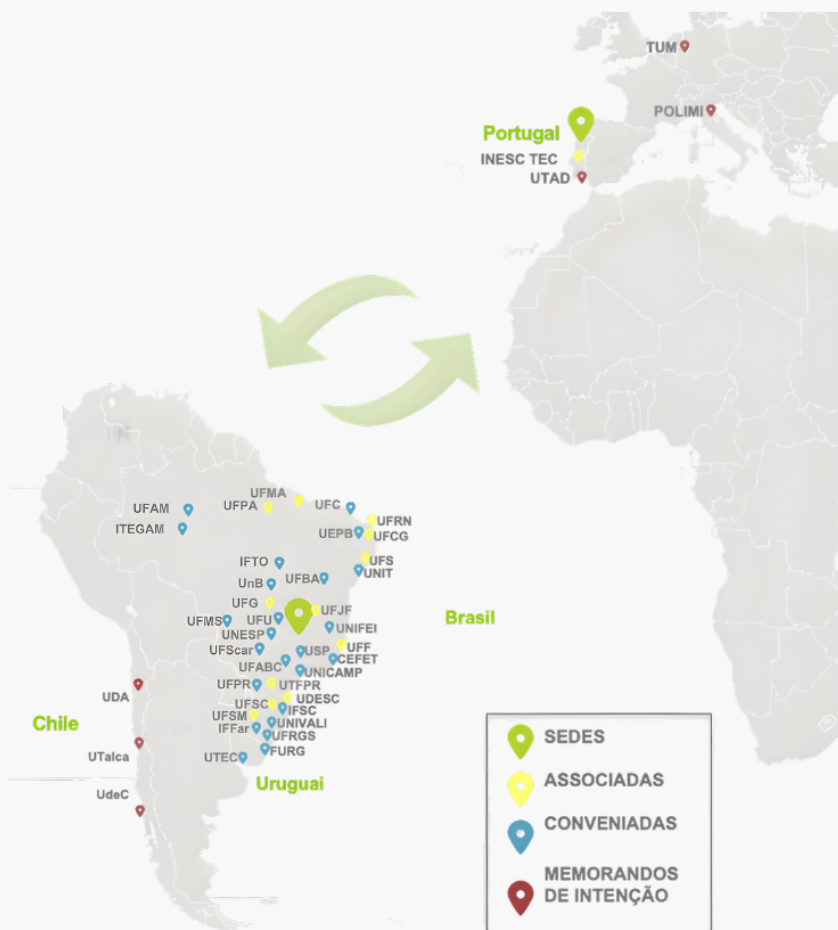 TUM
POLIMI
Portugal
INESC TEC
UTAD
UFMA
UFPA
UFC
UFAM
ITEGAM
UFRN
UEPB
UFCG
IFTO
UFS
UnB
UFBA
UNIT
UFG
UFJF
UFMS
UFU
UNIFEI
Brasil
UNESP
UFScar
USP
UFF
UFABC
CEFET
UNICAMP
UFPR
UTFPR
UDA
UDESC
UFSC
IFSC
UFSM
Chile
UNIVALI
IFFar
UFRGS
UTalca
UTEC
FURG
Uruguai
UdeC
SEDES
ASSOCIADAS
CONVENIADAS
MEMORANDOS
DE INTENÇÃO